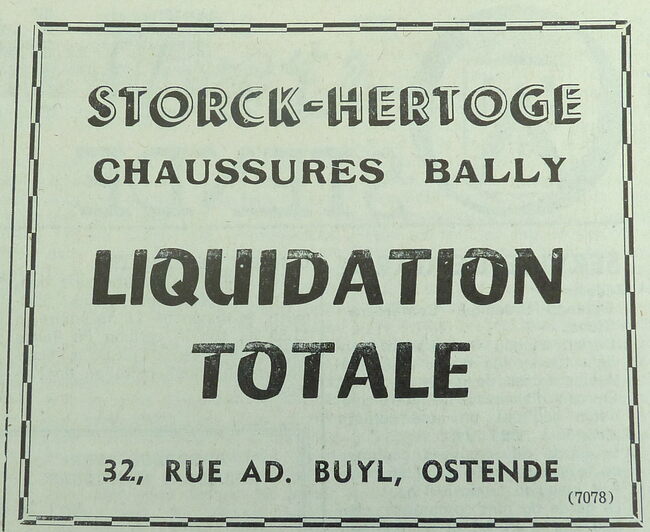 STORCK-HERTOGE
CHAUSSURES BALLY
LIQUIDATION
TOTALE
32, RUE AD. BUYL, OSTENDE
(7078)